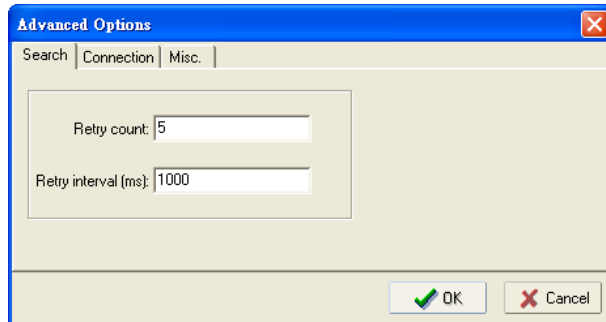 Advanced Options
Search Connection Misc.
Retry count: 5
Retry interval (ms): 1000
OK Cancel